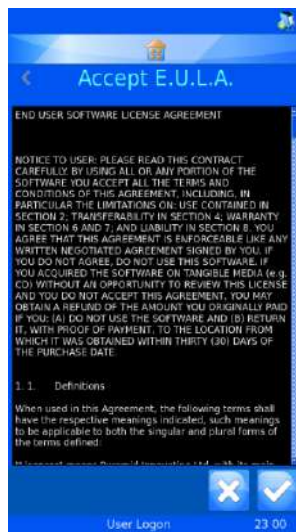 Accept E.U.L.A.
END USER SOFTWARE LICENSE AGREEMENT
NOTICE TO USER: PLEASE READ THIS CONTRACT
CAREFULLY. BY USING ALL OR ANY PORTION OF THE
SOFTWARE YOU ACCEPT ALL THE TERMS AND
CONDITIONS OF THIS AGREEMENT, INCLUDING, IN
PARTICULAR THE LIMITATIONS ON: USE CONTAINED IN
SECTION 2; TRANSFERABILITY IN SECTION 4; WARRANTY
IN SECTION 6 AND 7; AND LIABILITY IN SECTION 8. YOU
AGREE THAT THIS AGREEMENT IS ENFORCEABLE LIKE ANY
WRITTEN NEGOTIATED AGREEMENT SIGNED BY YOU. IF
YOU DO NOT AGREE, DO NOT USE THIS SOFTWARE. IF
YOU ACQUIRED THE SOFTWARE ON TANGIBLE MEDIA (e.g.
CD) WITHOUT AN OPPORTUNITY TO REVIEW THIS LICENSE
AND YOU DO NOT ACCEPT THIS AGREEMENT, YOU MAY
OBTAIN A REFUND OF THE AMOUNT YOU ORIGINALLY PAID
IF YOU: (A) DO NOT USE THE SOFTWARE AND (B) RETURN
IT, WITH PROOF OF PAYMENT, TO THE LOCATION FROM
WHICH IT WAS OBTAINED WITHIN THIRTY (30) DAYS OF
THE PURCHASE DATE.
1. 1. Definitions
When used in this Agreement, the following terms shall
have the respective meanings indicated, such meanings
to be applicable to both the singular and plural forms of
the terms defined:
User Logon 23 00